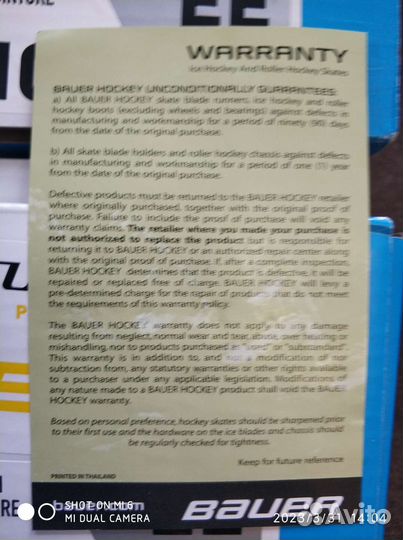 WARRANTY
Ice Hockey And Roller Hockey Skates
BAUER HOCKEY UNCONDITIONALLY GUARANTEES:
a) All BAUER HOCKEY skate blade runners, ice hockey and roller
hockey boots (excluding wheels and bearings) against defects in
manufacturing and workmanship for a period of ninety (90) days
from the date of the original purchase.
b) All skate blade holders and roller hockey chassis against defects
in manufacturing and workmanship for a period of one (1) year
from the date of the original purchase.
Defective products must be returned to the BAUER HOCKEY retailer
where originally purchased, together with the original proof of
purchase. Failure to include the proof of purchase will void any
warranty claims. The retailer where you made your purchase is
not authorized to replace the product but is responsible for
returning it to BAUER HOCKEY or an authorized repair center along
with the original proof of purchase. If, after a complete inspection,
BAUER HOCKEY determines that the product is defective, it will be
repaired or replaced free of charge. BAUER HOCKEY will levy a
pre-determined charge for the repair of products that do not meet
the requirements of this warranty policy.
The BAUER HOCKEY warranty does not apply to any damage
resulting from neglect, normal wear and tear, abuse, over heating or
mishandling, nor to products purchased as "used" or "substandard".
This warranty is in addition to, and not a modification of nor
subtraction from, any statutory warranties or other rights available
to a purchaser under any applicable legislation. Modifications of
any nature made to a BAUER HOCKEY product shall void the BAUER
HOCKEY warranty.
Based on personal preference, hockey skates should be sharpened prior
to their first use and the hardware on the ice blades and chassis should
be regularly checked for tightness.
Keep for future reference
PRINTED IN THAILAND
bauer.com
BAUER
SHOT ON MI 6
MI DUAL CAMERA
2023/3/31 14:04
Avito